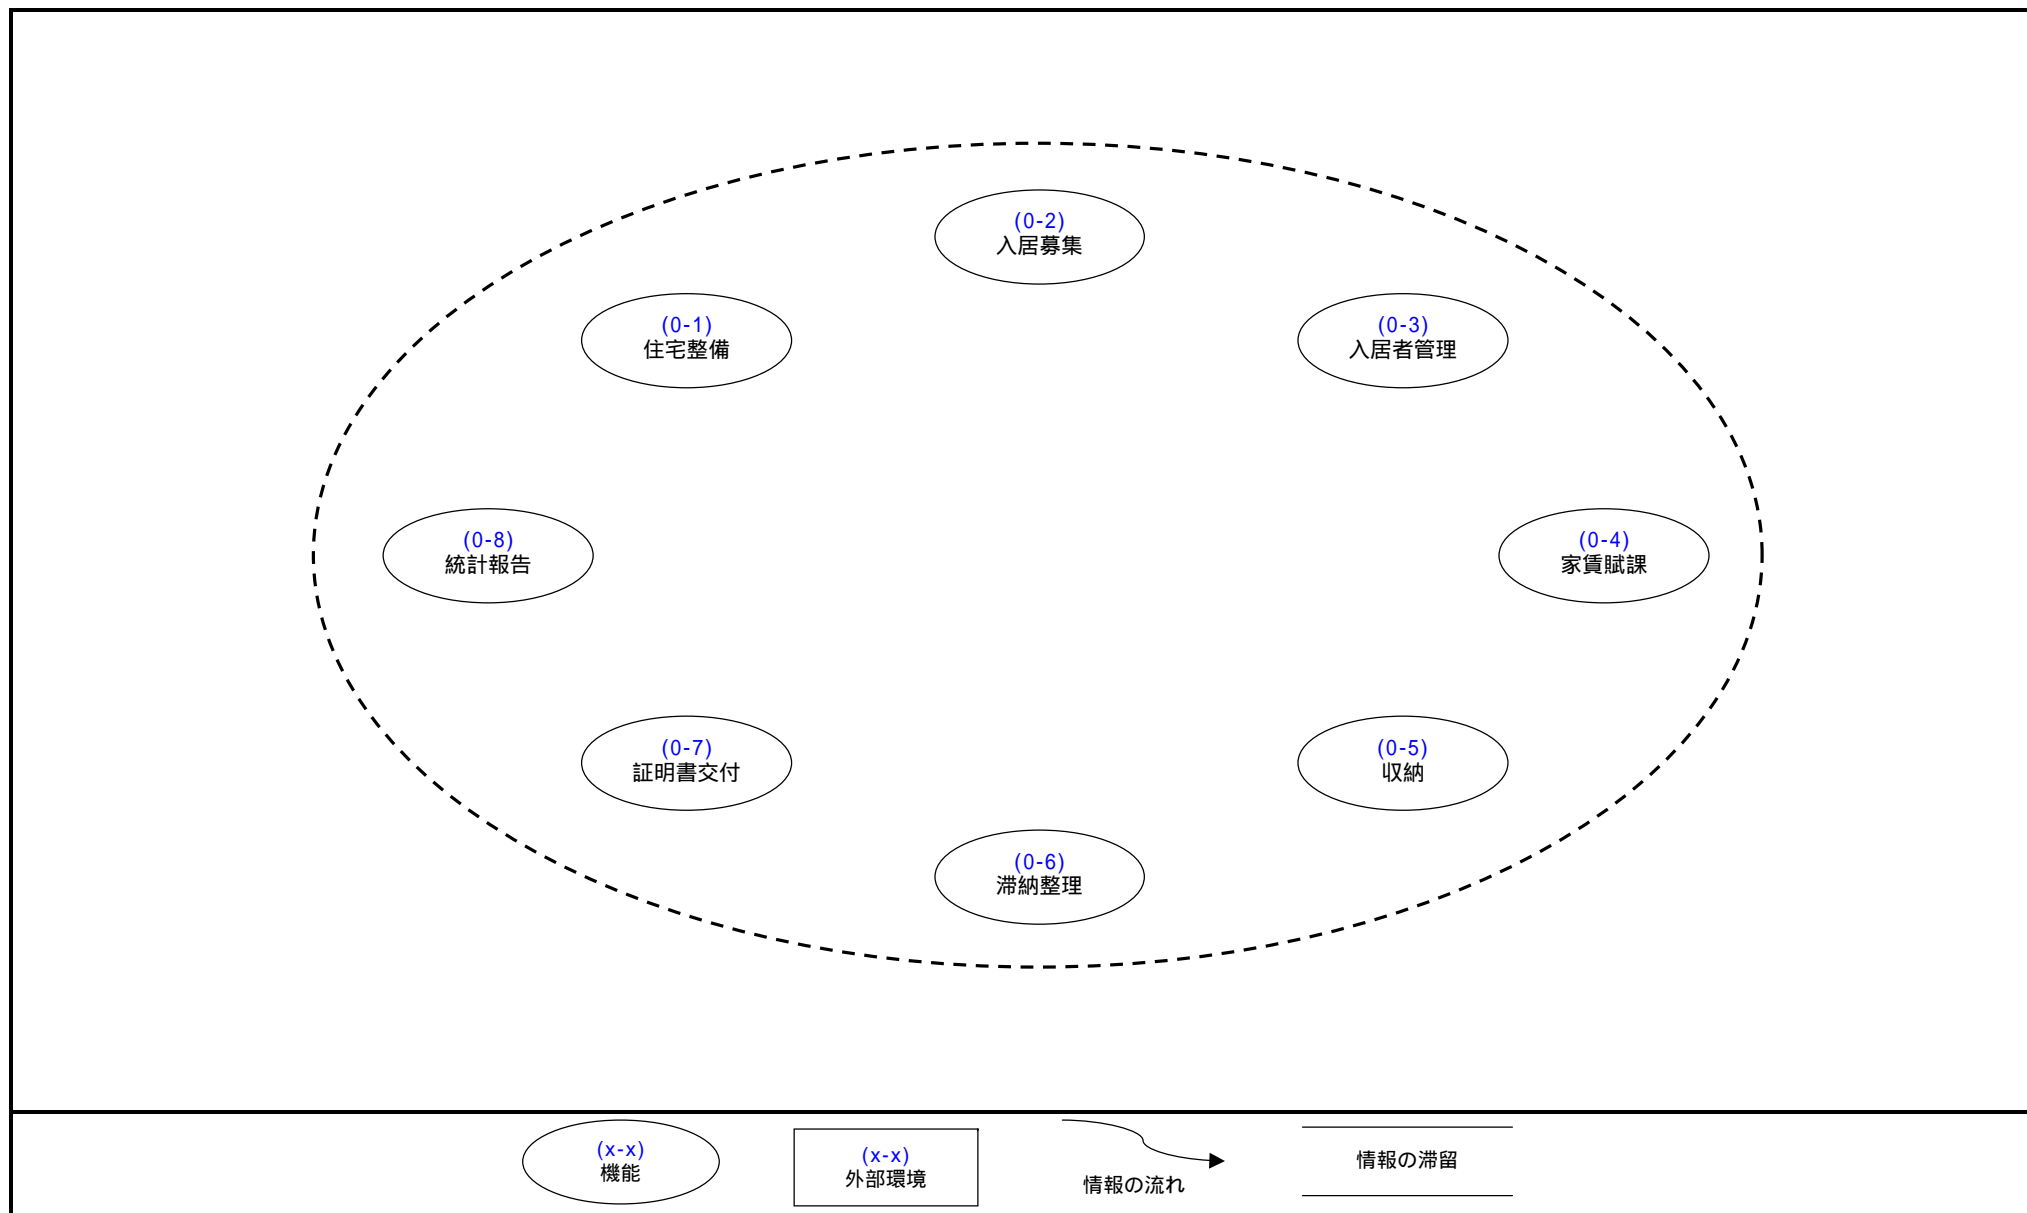 (0-2)
入居募集
(0-1)
住宅整備
(0-3)
入居者管理
(0-8)
統計報告
(0-4)
家賃賦課
(0-7)
証明書交付
(0-5)
収納
(0-6)
滞納整理
(x-x)
機能
(x-x)
外部環境
情報の流れ
情報の滞留